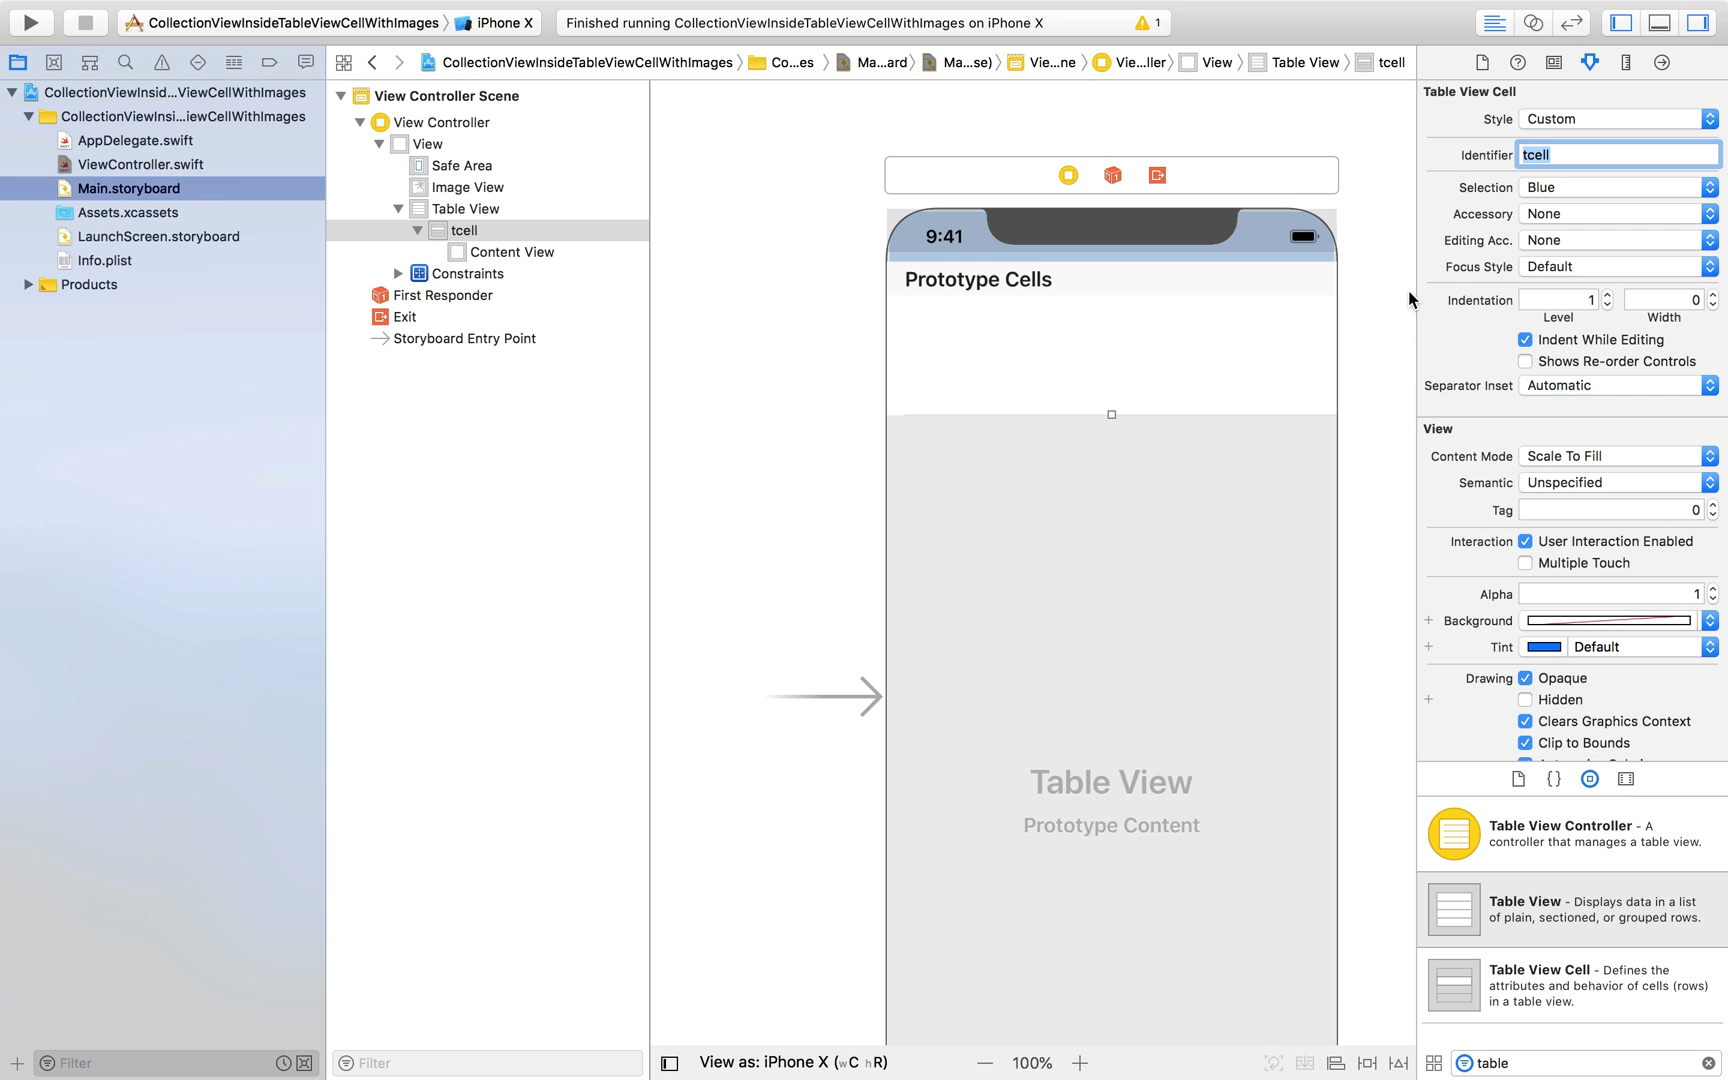 CollectionViewInsideTableViewCellWithImages iPhone X
Finished running CollectionViewInsideTableViewCellWithImages on iPhone X
1
CollectionViewInsideTableViewCellWithImages Co...es Ma....ard Ma...se) Vie...ne Vie...ller View Table View tcell
CollectionViewInsid...ViewCellWithImages
CollectionViewInsi...iewCellWithImages
AppDelegate.swift
ViewController.swift
Main.storyboard
Assets.xcassets
LaunchScreen.storyboard
Info.plist
Products
Filter
View Controller Scene
View Controller
View
Safe Area
Image View
Table View
tcell
Content View
Constraints
First Responder
Exit
Storyboard Entry Point
Filter
9:41
Prototype Cells
Table View
Prototype Content
View as: iPhone X (wC hR)
100%
Table View Cell
Style Custom
Identifier tcell
Selection Blue
Accessory None
Editing Acc. None
Focus Style Default
Indentation 1 0
Level Width
Indent While Editing
Shows Re-order Controls
Separator Inset Automatic
View
Content Mode Scale To Fill
Semantic Unspecified
Tag 0
Interaction User Interaction Enabled
Multiple Touch
Alpha 1
Background
Tint Default
Drawing Opaque
Hidden
Clears Graphics Context
Clip to Bounds
Table View Controller - A
controller that manages a table view.
Table View - Displays data in a list
of plain, sectioned, or grouped rows.
Table View Cell - Defines the
attributes and behavior of cells (rows)
in a table view.
table